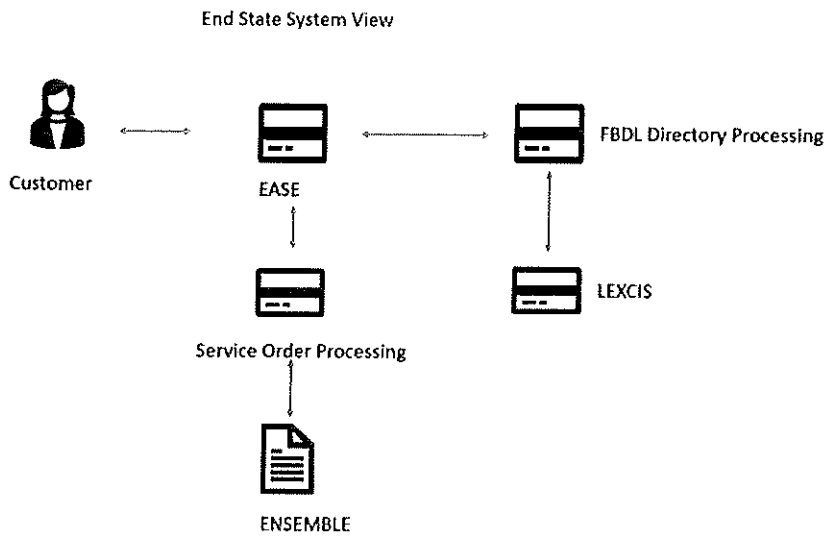 End State System View
Customer
EASE
FBDL Directory Processing
Service Order Processing
LEXCIS
ENSEMBLE